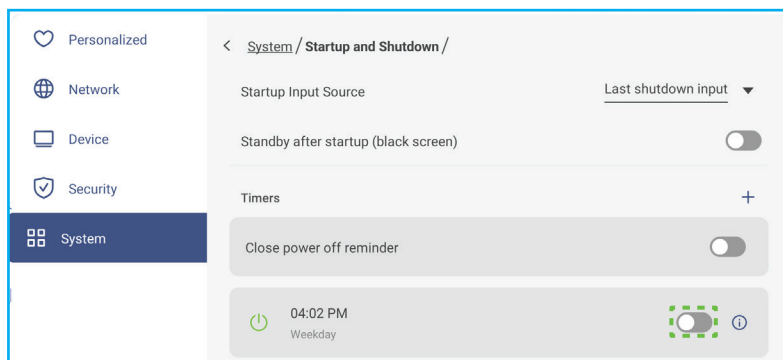 Personalized
System / Startup and Shutdown /
Network
Startup Input Source
Last shutdown input
Device
Standby after startup (black screen)
Security
Timers
System
Close power off reminder
04:02 PM
Weekday